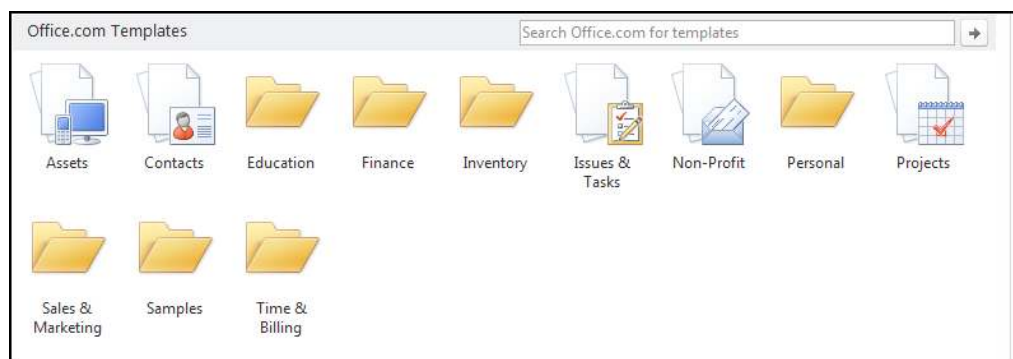 Office.com Templates
Search Office.com for templates
Assets
Contacts
Education
Finance
Inventory
Issues &
Tasks
Non-Profit
Personal
Projects
Sales &
Marketing
Samples
Time &
Billing